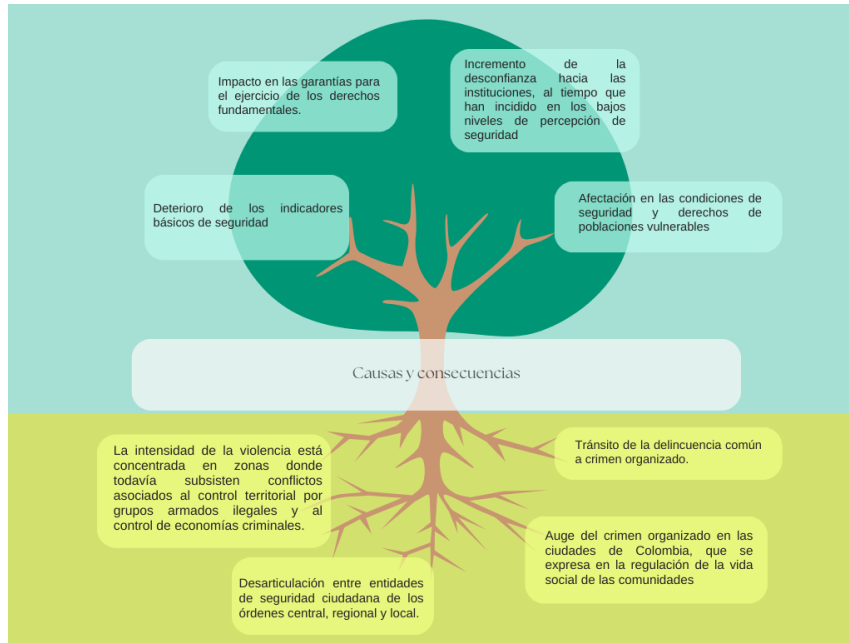 Impacto en las garantías para
el ejercicio de los derechos
fundamentales.
Incremento de la
desconfianza hacia las
instituciones, al tiempo que
han incidido en los bajos
niveles de percepción de
seguridad
Deterioro de los indicadores
básicos de seguridad
Afectación en las condiciones de
seguridad y derechos de
poblaciones vulnerables
Causas y consecuencias
La intensidad de la violencia está
concentrada en zonas donde
todavía subsisten conflictos
asociados al control territorial por
grupos armados ilegales y al
control de economías criminales.
Tránsito de la delincuencia común
a crimen organizado.
Auge del crimen organizado en las
ciudades de Colombia, que se
expresa en la regulación de la vida
social de las comunidades
Desarticulación entre entidades
de seguridad ciudadana de los
órdenes central, regional y local.